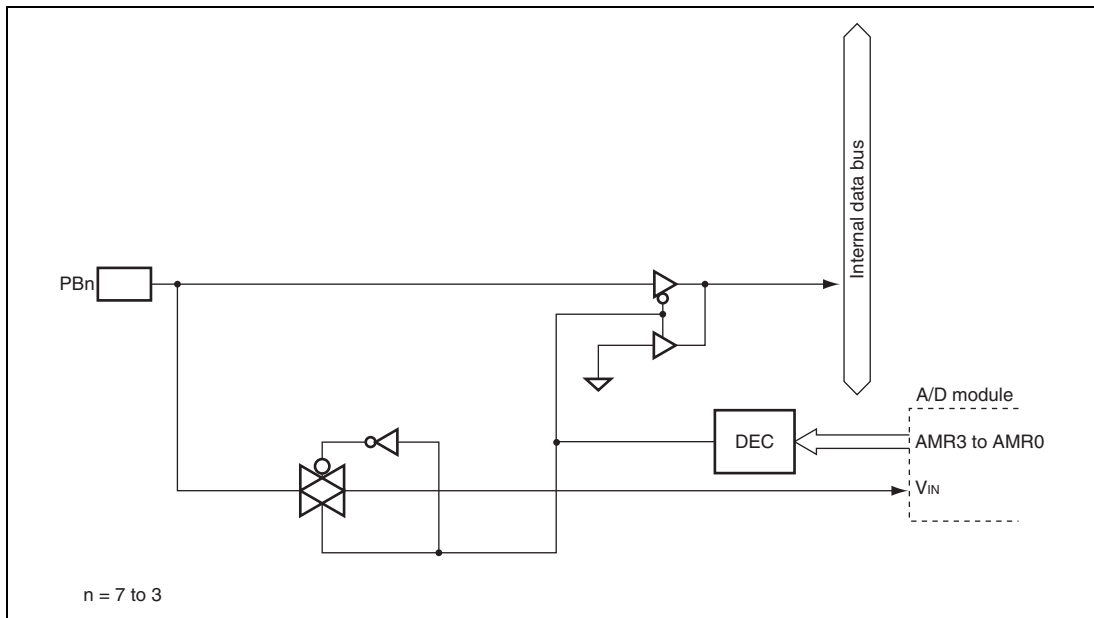 Internal data bus
PBn
A/D module
DEC
AMR3 to AMR0
VIN
n = 7 to 3